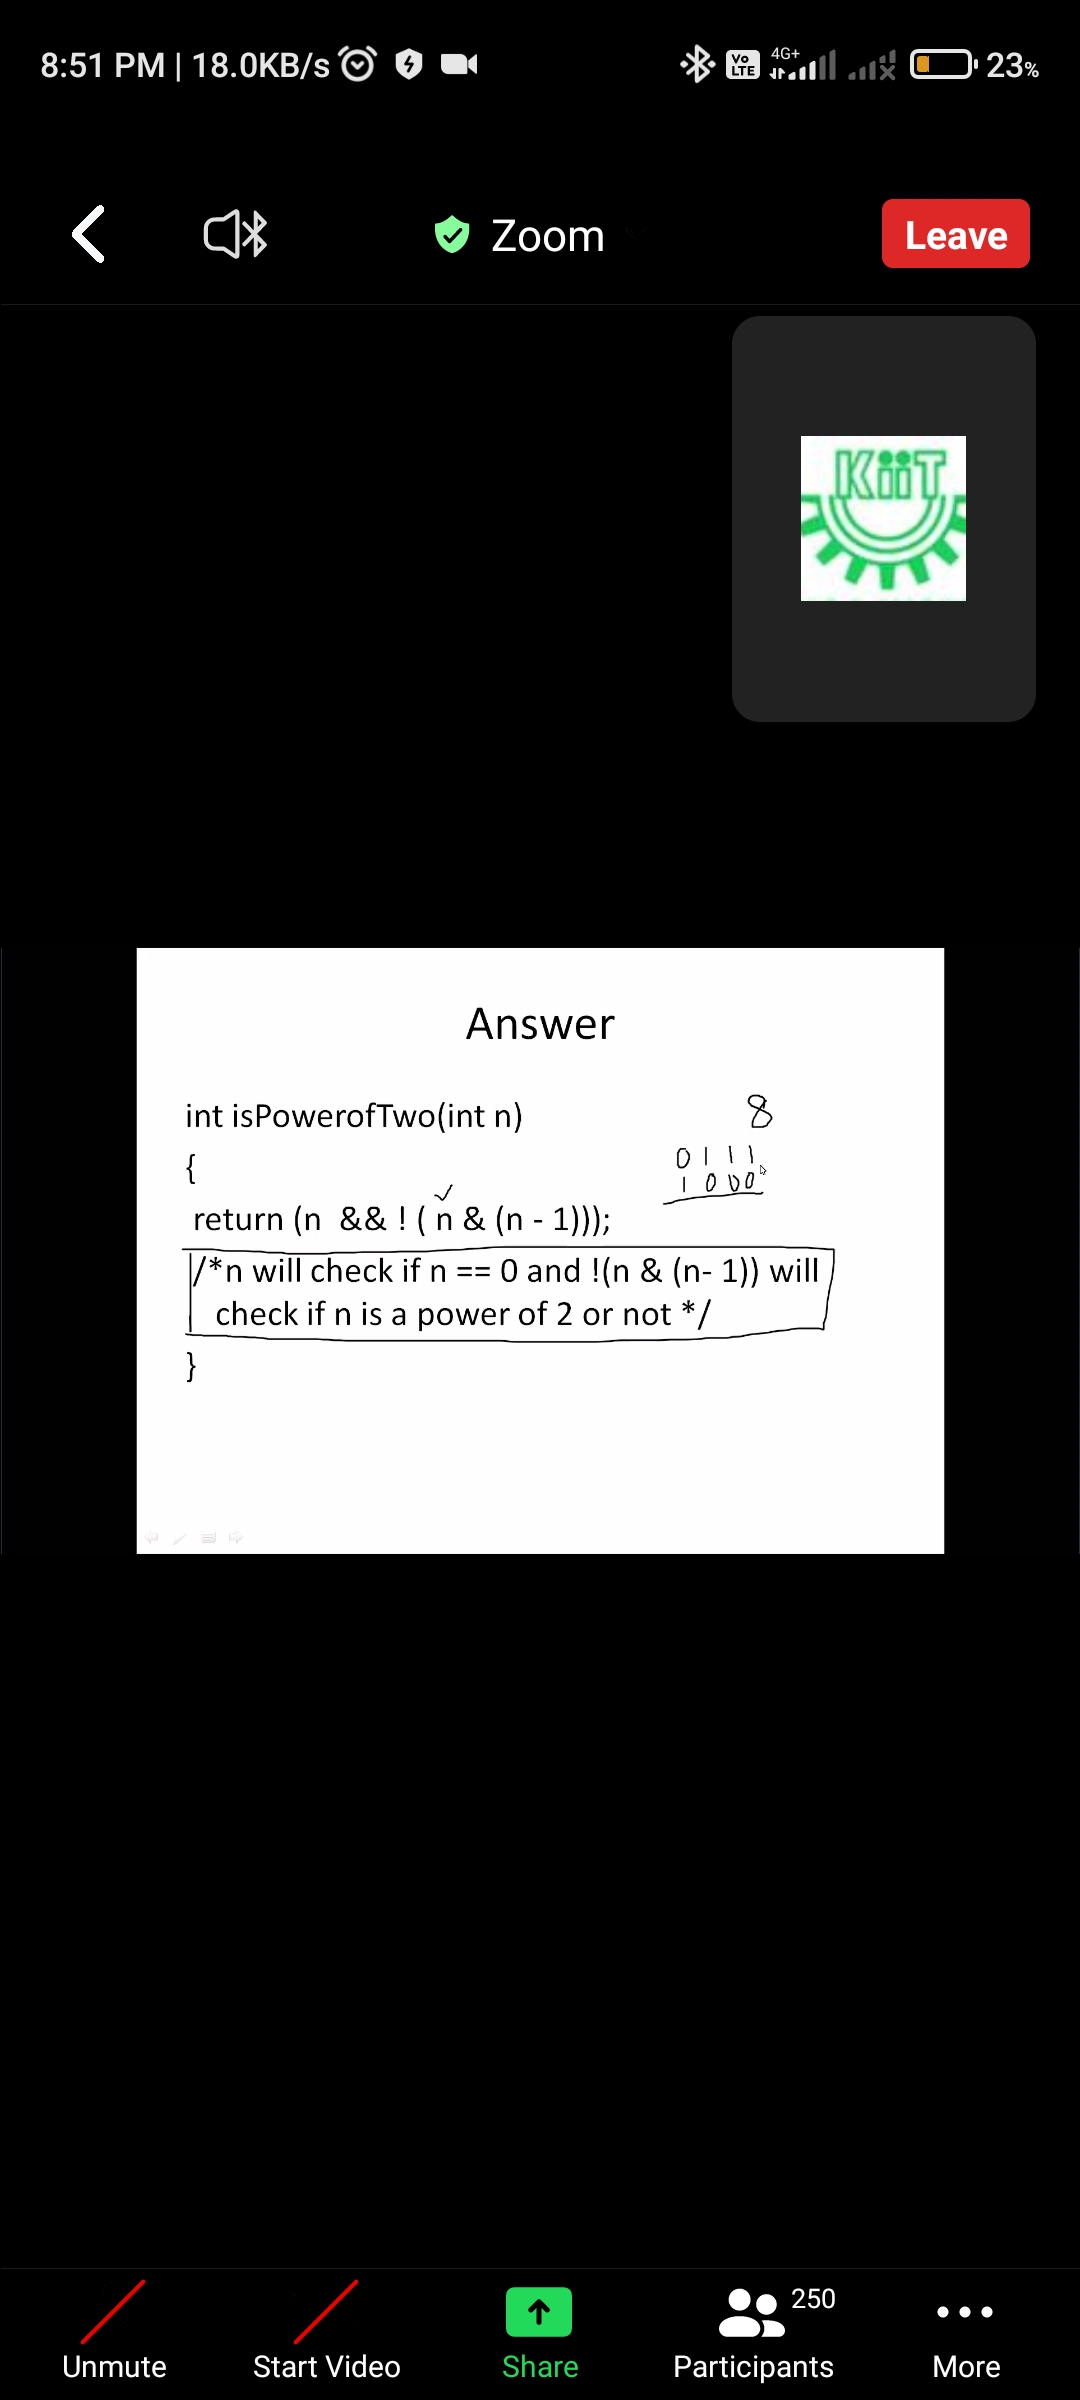 8:51 PM | 18.0KB/s
Vo LTE 4G+ 23%
Zoom
Leave
KiiT
Answer
int isPowerofTwo(int n)
8
{
0 1 1 1
1 0 0 0
return (n && ! ( n & (n - 1)));
/*n will check if n == 0 and !(n & (n- 1)) will
check if n is a power of 2 or not */
}
250
Unmute Start Video Share Participants More